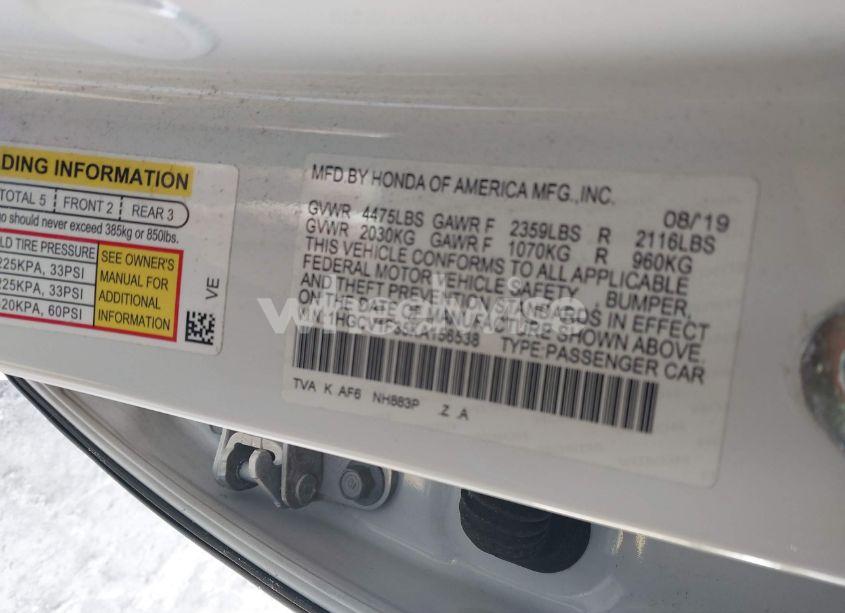 DING INFORMATION
TOTAL 5 FRONT 2 REAR 3
o should never exceed 385kg or 850lbs.
LD TIRE PRESSURE
225KPA, 33PSI
225KPA, 33PSI
420KPA, 60PSI
SEE OWNER'S
MANUAL FOR
ADDITIONAL
INFORMATION
VE
MFD BY HONDA OF AMERICA MFG.,INC.
08/'19
GVWR 4475LBS GAWR F 2359LBS R 2116LBS
GVWR 2030KG GAWR F 1070KG R 960KG
THIS VEHICLE CONFORMS TO ALL APPLICABLE
FEDERAL MOTOR VEHICLE SAFETY, BUMPER,
AND THEFT PREVENTION STANDARDS IN EFFECT
ON THE DATE OF MANUFACTURE SHOWN ABOVE.
TYPE:PASSENGER CAR
TVA K AF6 NH883P Z A